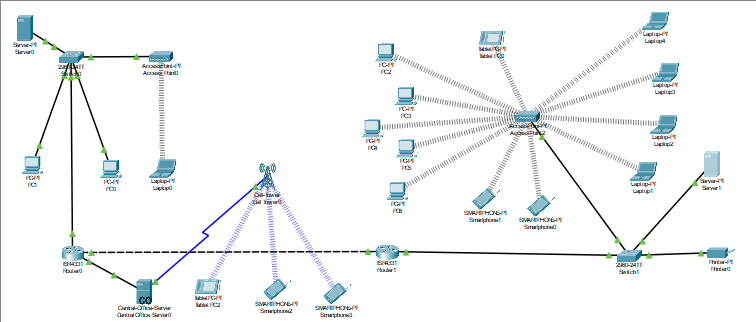 Server-PT
Server0
2960-24TT
Switch0
AccessPoint-PT
Access Point0
PC-PT
PC1
PC-PT
PC0
Laptop-PT
Laptop0
Cell-Tower
Cell Tower0
ISR4331
Router0
CO
Central-Office-Server
Central Office Server0
TabletPC-PT
Tablet PC2
SMARTPHONE-PT
Smartphone2
SMARTPHONE-PT
Smartphone3
PC-PT
PC2
TabletPC-PT
Tablet PC0
PC-PT
PC3
PC-PT
PC4
PC-PT
PC5
PC-PT
PC6
SMARTPHONE-PT
Smartphone1
SMARTPHONE-PT
Smartphone0
Laptop-PT
Laptop4
Laptop-PT
Laptop3
Laptop-PT
Laptop2
Laptop-PT
Laptop1
Server-PT
Server1
ISR4331
Router1
2960-24TT
Switch1
Printer-PT
Printer0